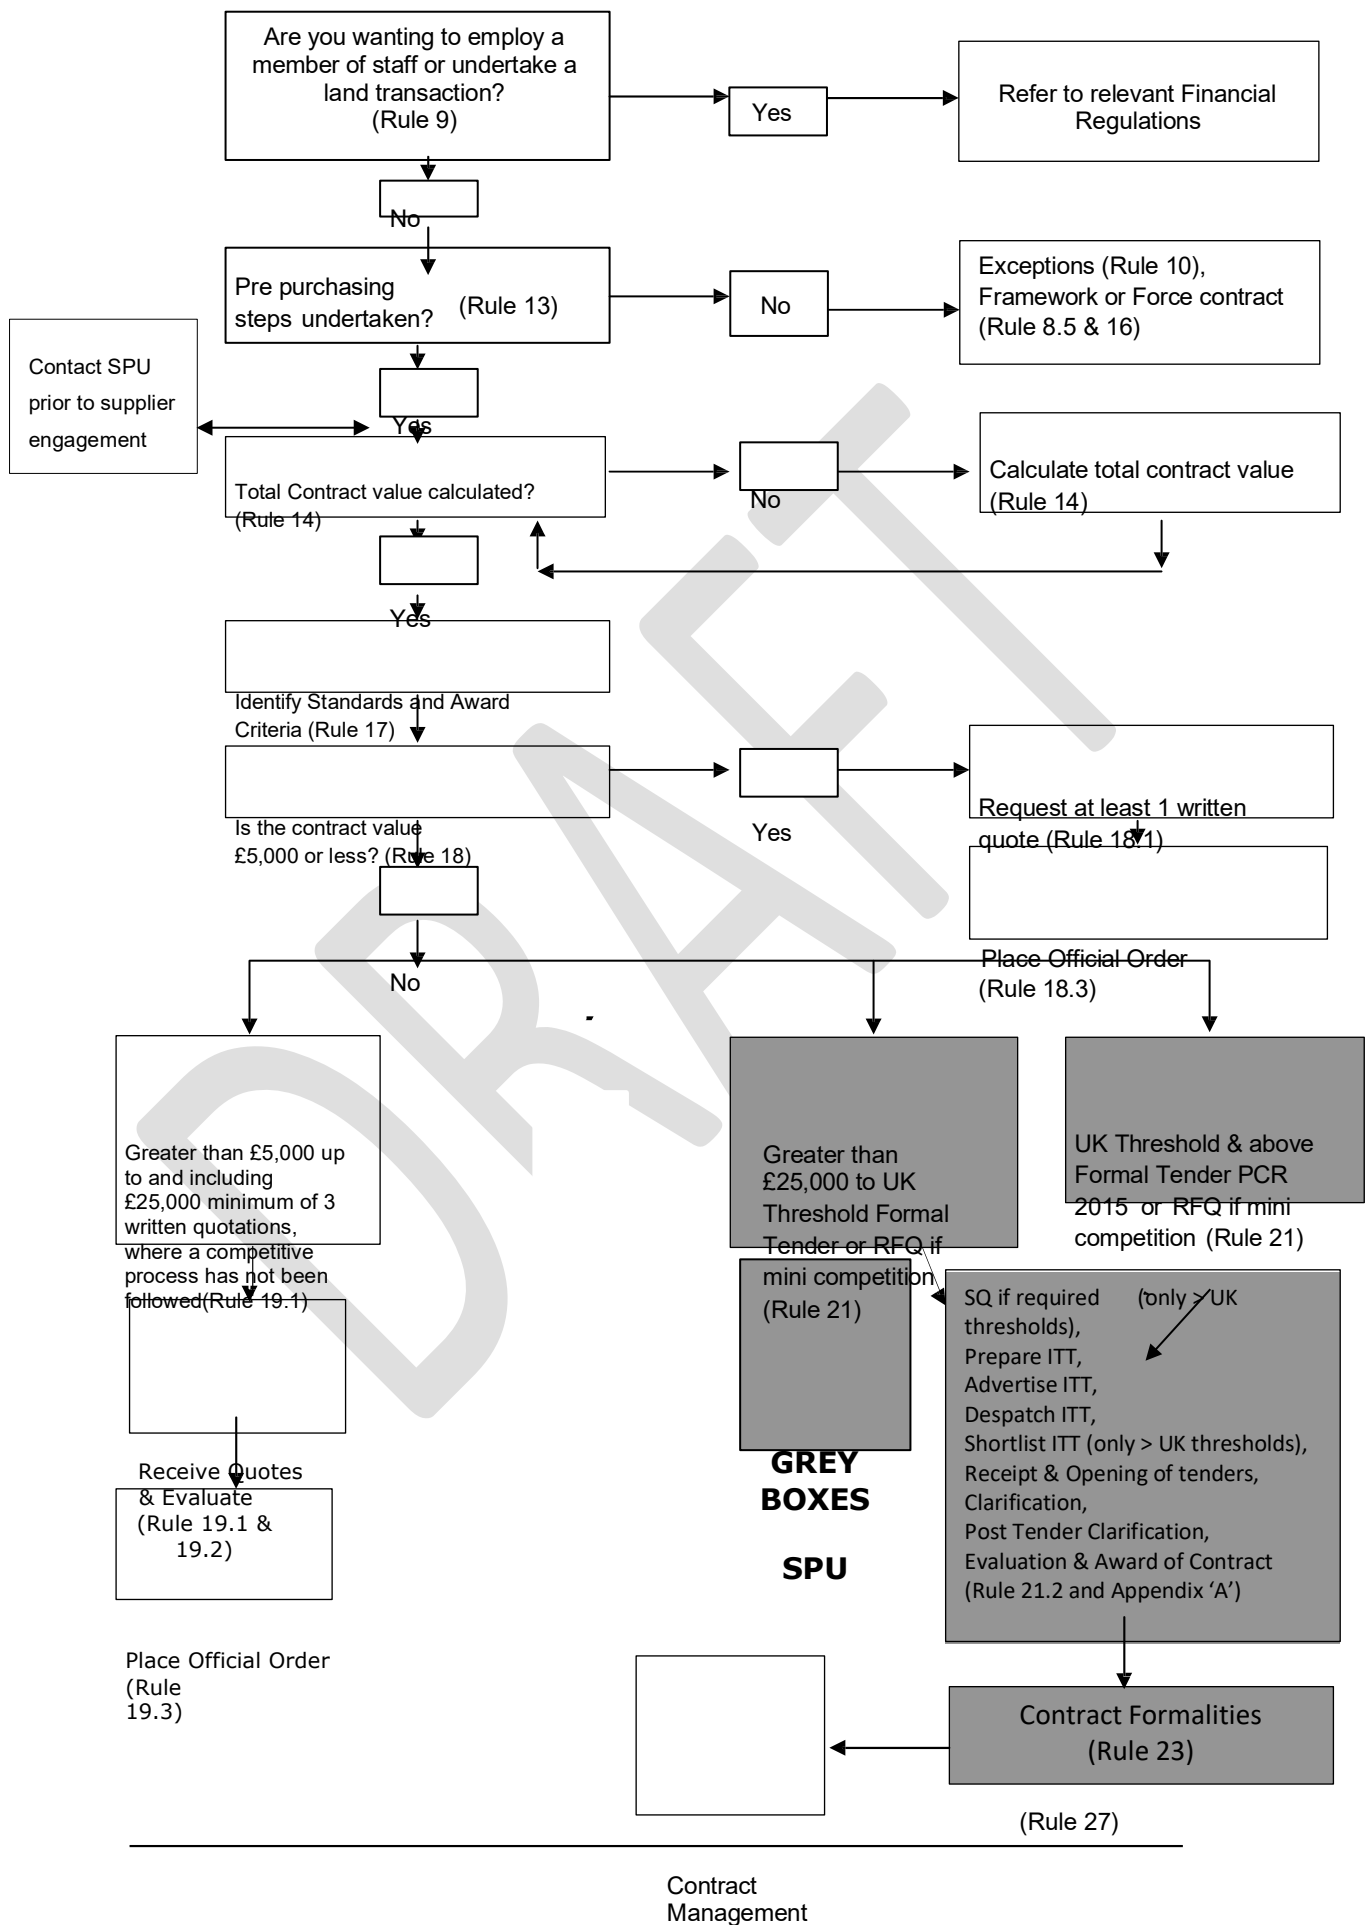 Are you wanting to employ a
member of staff or undertake a
land transaction?
(Rule 9)
Yes
Refer to relevant Financial
Regulations
No
Pre purchasing
steps undertaken?
(Rule 13)
No
Exceptions (Rule 10),
Framework or Force contract
(Rule 8.5 & 16)
Contact SPU
prior to supplier
engagement
Yes
Total Contract value calculated?
(Rule 14)
No
Calculate total contract value
(Rule 14)
Yes
Identify Standards and Award
Criteria (Rule 17)
Is the contract value
£5,000 or less? (Rule 18)
Yes
Request at least 1 written
quote (Rule 18.1)
No
Place Official Order
(Rule 18.3)
-
Greater than £5,000 up
to and including
£25,000 minimum of 3
written quotations,
where a competitive
process has not been
followed(Rule 19.1)
Greater than
£25,000 to UK
Threshold Formal
Tender or RFQ if
mini competition
(Rule 21)
UK Threshold & above
Formal Tender PCR
2015 or RFQ if mini
competition (Rule 21)
SQ if required (only > UK
thresholds),
Prepare ITT,
Advertise ITT,
Despatch ITT,
Shortlist ITT (only > UK thresholds),
Receipt & Opening of tenders,
Clarification,
Post Tender Clarification,
Evaluation & Award of Contract
(Rule 21.2 and Appendix ‘A’)
Receive Quotes
& Evaluate
(Rule 19.1 &
19.2)
GREY
BOXES
SPU
Place Official Order
(Rule
19.3)
Contract Formalities
(Rule 23)
(Rule 27)
Contract
Management
DRAFT